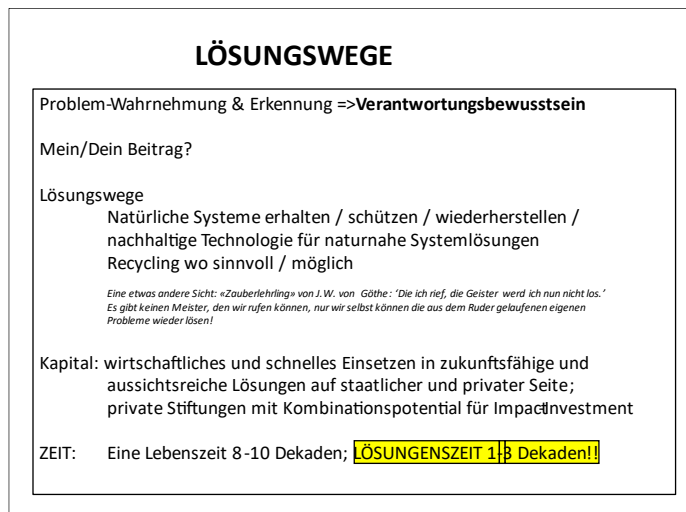 LÖSUNGSWEGE
Problem-Wahrnehmung & Erkennung =>Verantwortungsbewusstsein
Mein/Dein Beitrag?
Lösungswege
Natürliche Systeme erhalten / schützen / wiederherstellen /
nachhaltige Technologie für naturnahe Systemlösungen
Recycling wo sinnvoll / möglich
Eine etwas andere Sicht: «Zauberlehrling» von J.W. von Göthe: 'Die ich rief, die Geister werd ich nun nicht los.'
Es gibt keinen Meister, den wir rufen können, nur wir selbst können die aus dem Ruder gelaufenen eigenen
Probleme wieder lösen!
Kapital: wirtschaftliches und schnelles Einsetzen in zukunftsfähige und
aussichtsreiche Lösungen auf staatlicher und privater Seite;
private Stiftungen mit Kombinationspotential für Impact-Investment
ZEIT: Eine Lebenszeit 8-10 Dekaden; LÖSUNGENSZEIT 1-3 Dekaden!!